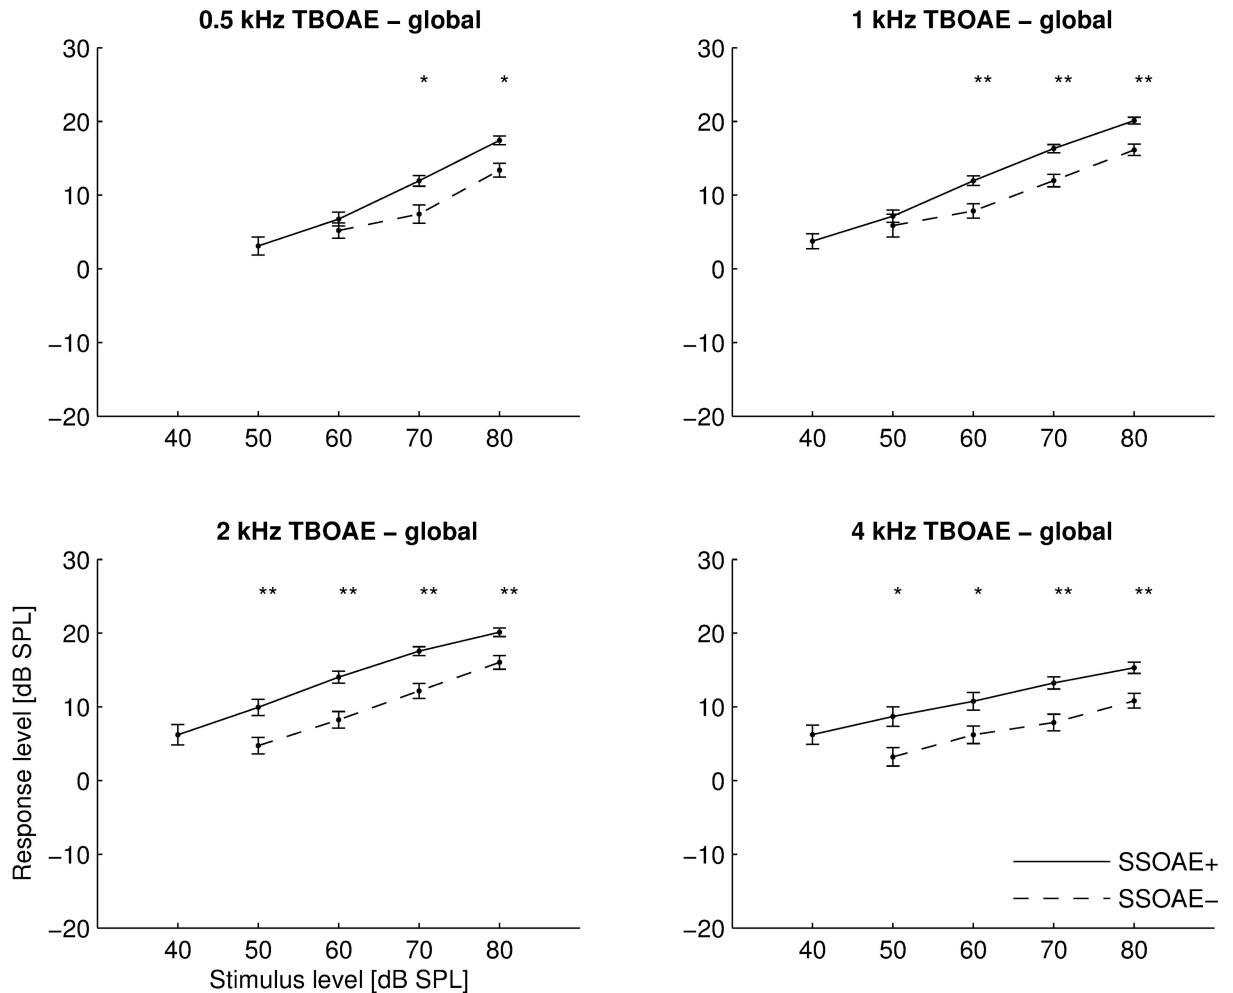 0.5 kHz TBOAE – global
30
20
10
0
−10
−20
* *
40 50 60 70 80
1 kHz TBOAE – global
30
20
10
0
−10
−20
** ** **
40 50 60 70 80
2 kHz TBOAE – global
30
20
10
0
−10
−20
** ** ** **
40 50 60 70 80
Response level [dB SPL]
Stimulus level [dB SPL]
4 kHz TBOAE – global
30
20
10
0
−10
−20
* * ** **
40 50 60 70 80
SSOAE+
SSOAE−